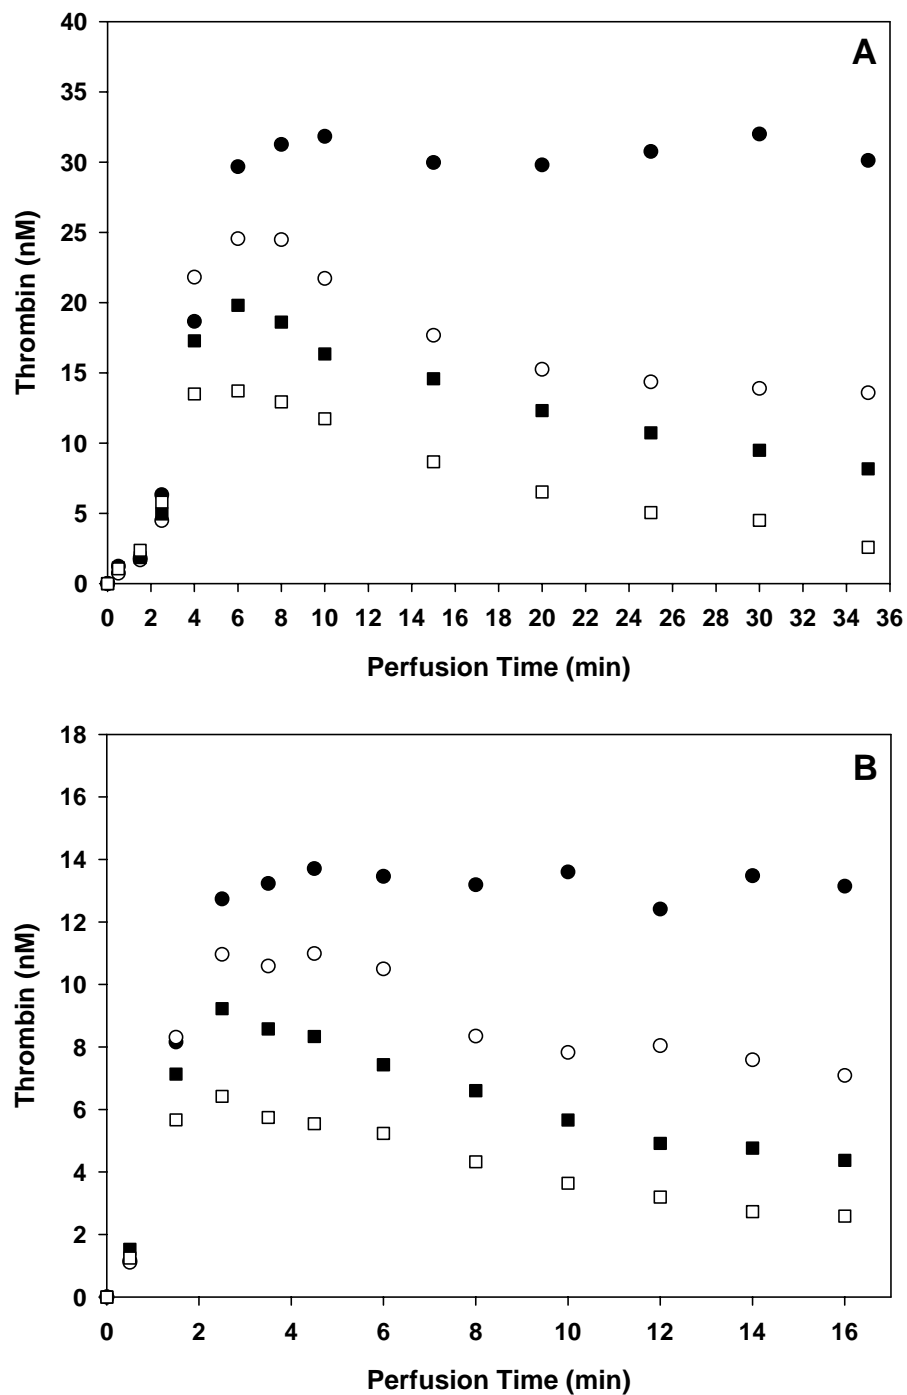 A
40
35
30
25
20
15
10
5
0
Thrombin (nM)
0 2 4 6 8 10 12 14 16 18 20 22 24 26 28 30 32 34 36
Perfusion Time (min)
B
18
16
14
12
10
8
6
4
2
0
Thrombin (nM)
0 2 4 6 8 10 12 14 16
Perfusion Time (min)